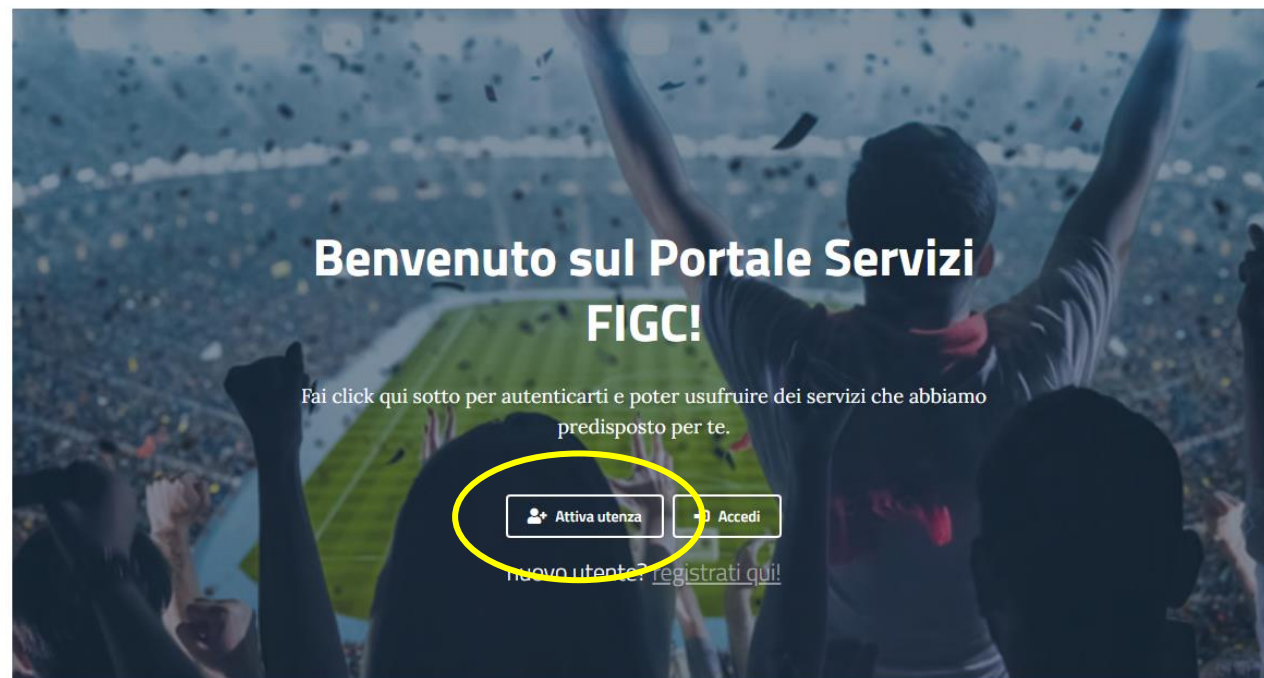 Benvenuto sul Portale Servizi
FIGC!
Fai click qui sotto per autenticarti e poter usufruire dei servizi che abbiamo
predisposto per te.
Attiva utenza Accedi
nuovo utente? registrati qui!